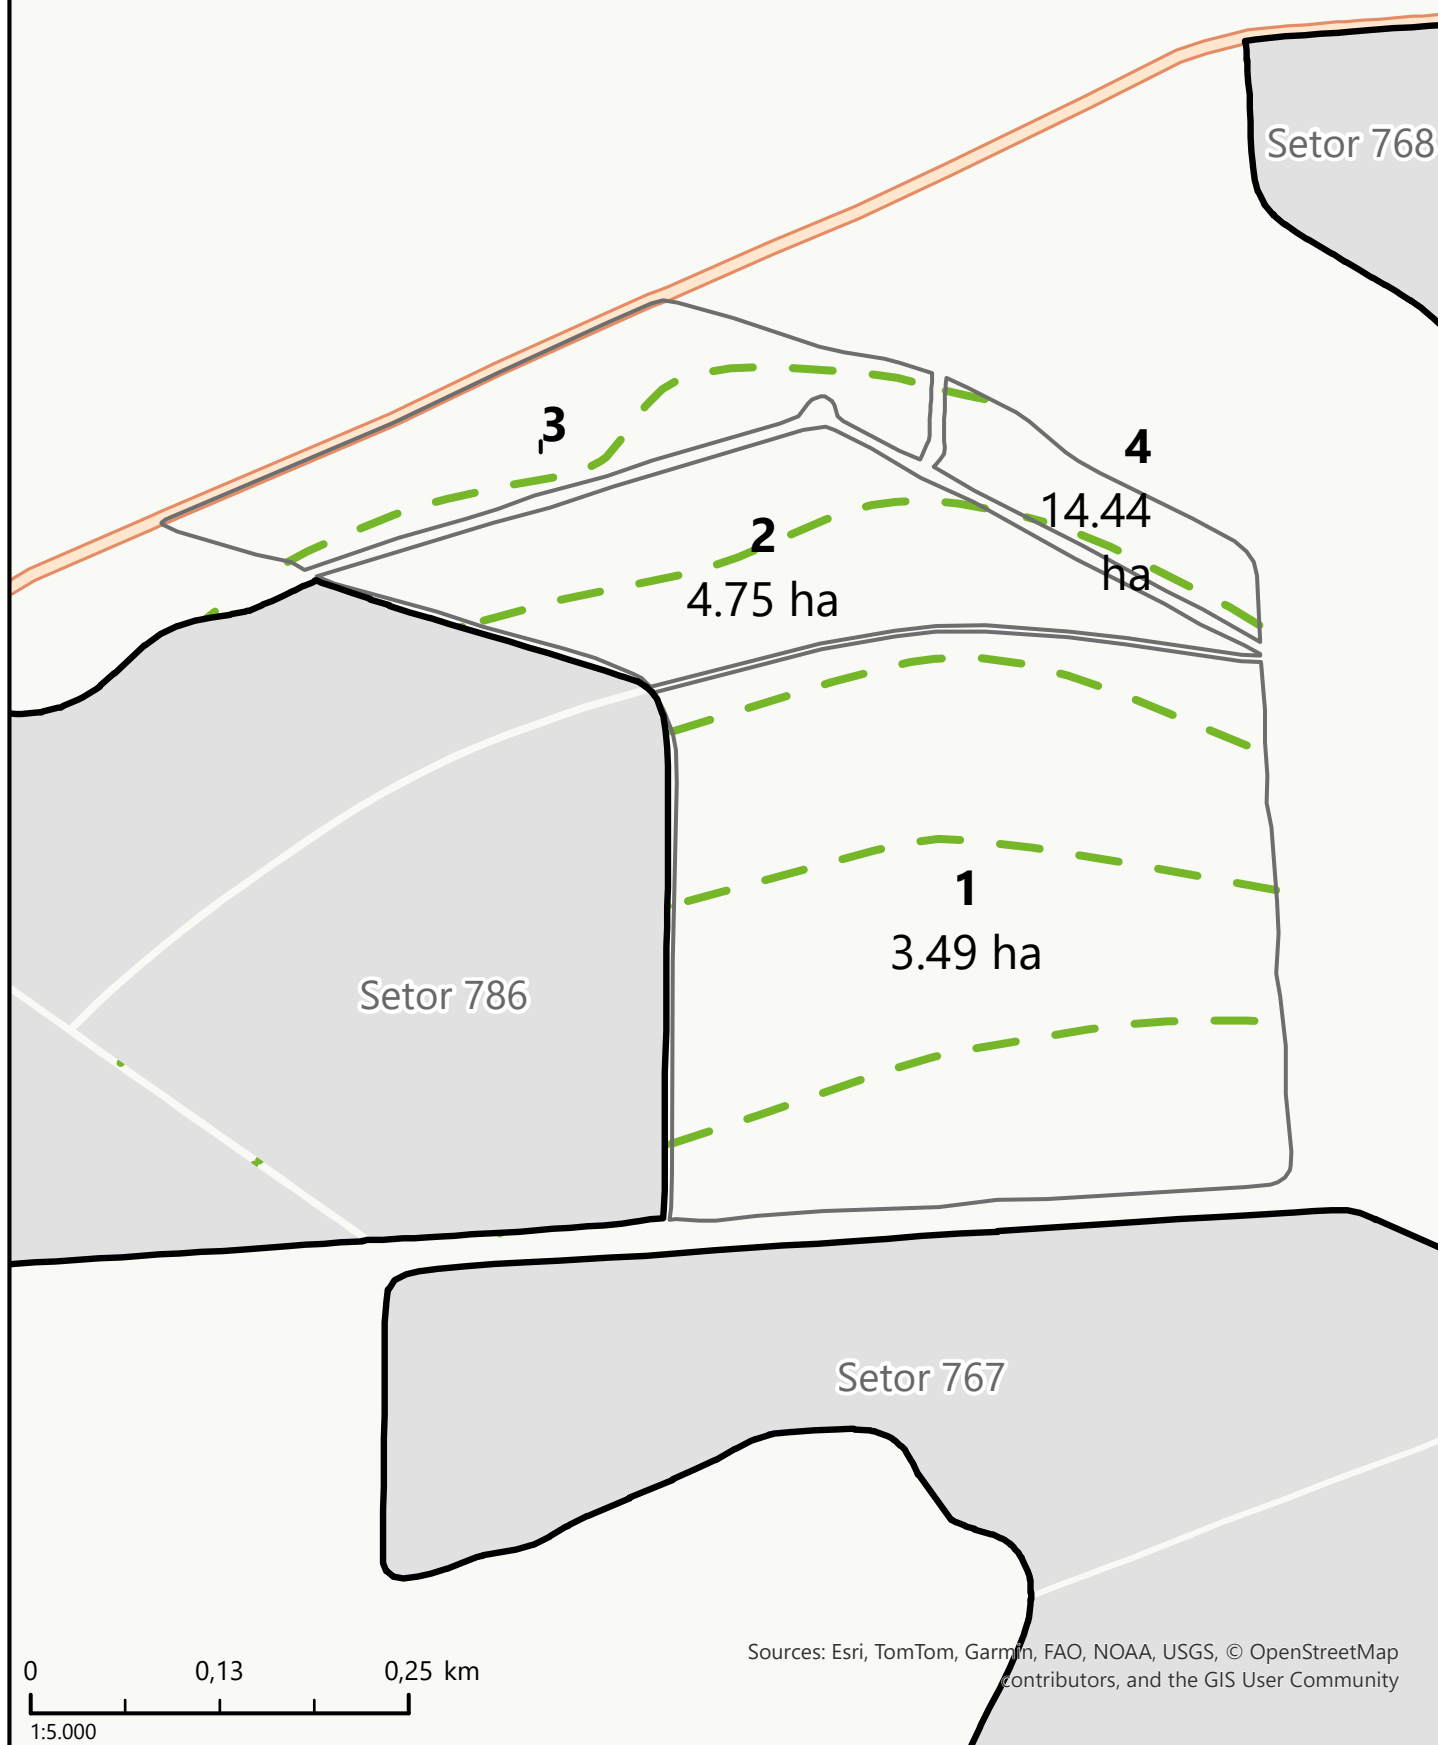 Setor 768
3
4
14.44
ha
2
4.75 ha
1
3.49 ha
Setor 786
Setor 767
Sources: Esri, TomTom, Garmin, FAO, NOAA, USGS, © OpenStreetMap
contributors, and the GIS User Community
0 0,13 0,25 km
1:5.000